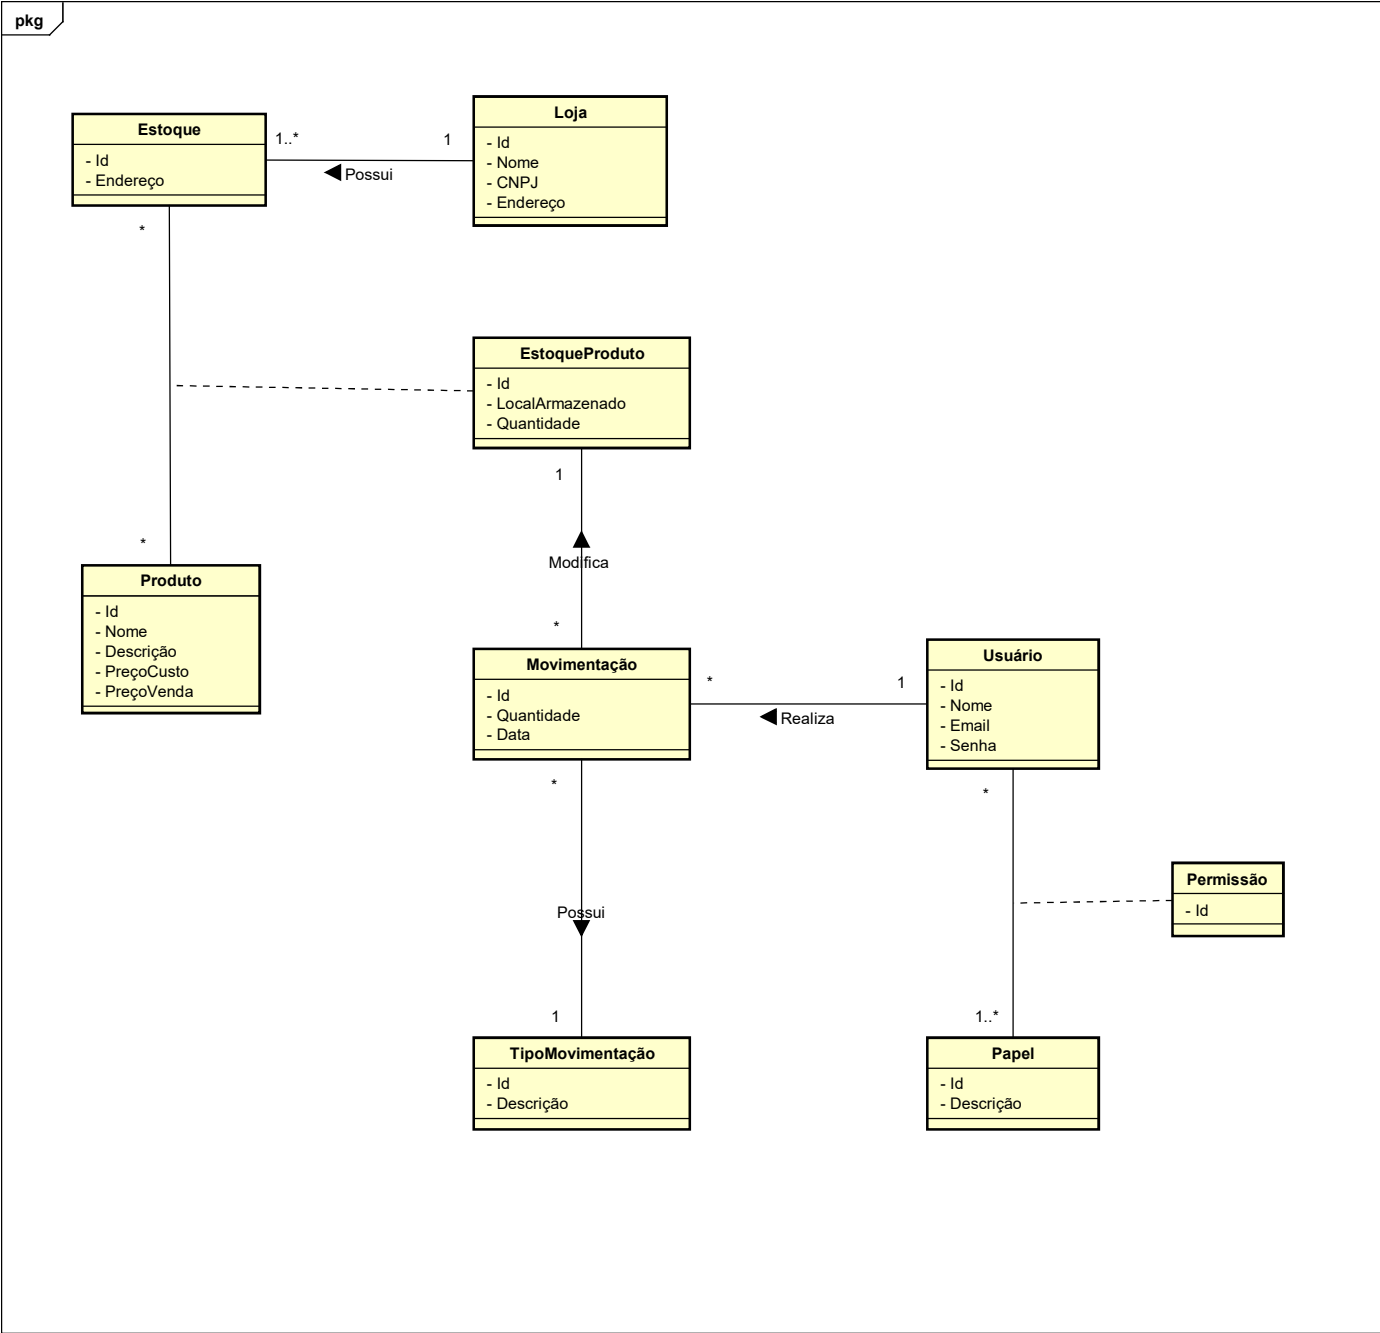 pkg
Estoque
- Id
- Endereço
1..*
1
Possui
Loja
- Id
- Nome
- CNPJ
- Endereço
*
*
EstoqueProduto
- Id
- LocalArmazenado
- Quantidade
1
Modifica
*
Produto
- Id
- Nome
- Descrição
- PreçoCusto
- PreçoVenda
Movimentação
- Id
- Quantidade
- Data
*
1
Realiza
Usuário
- Id
- Nome
- Email
- Senha
*
Possui
1
*
1..*
Permissão
- Id
TipoMovimentação
- Id
- Descrição
Papel
- Id
- Descrição